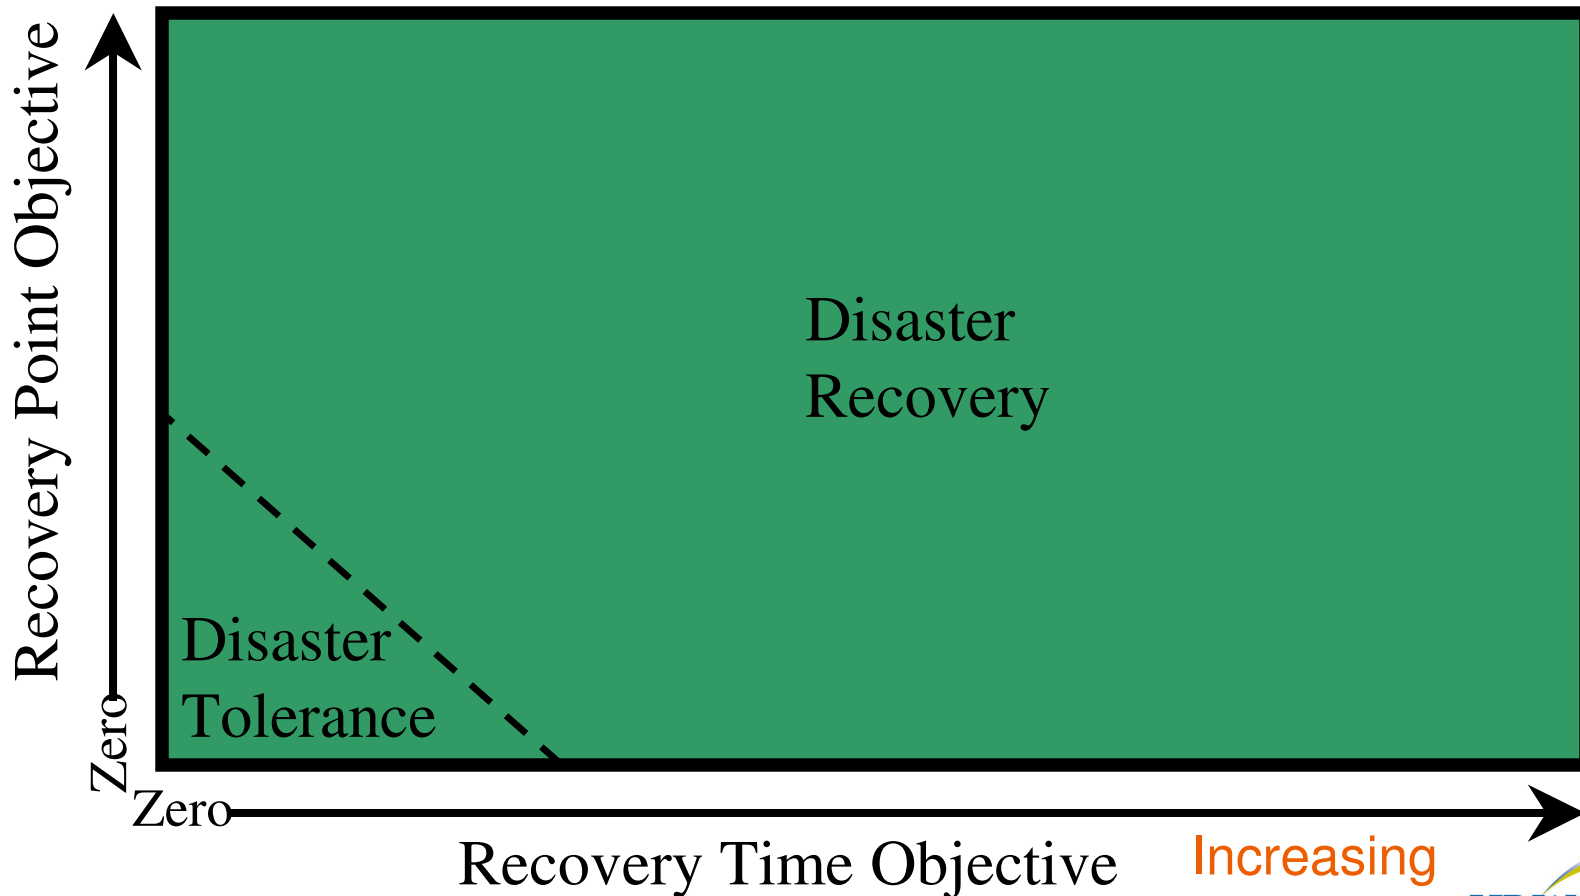 Recovery Point Objective
Zero
Disaster
Recovery
Disaster
Tolerance
Zero
Recovery Time Objective
Increasing